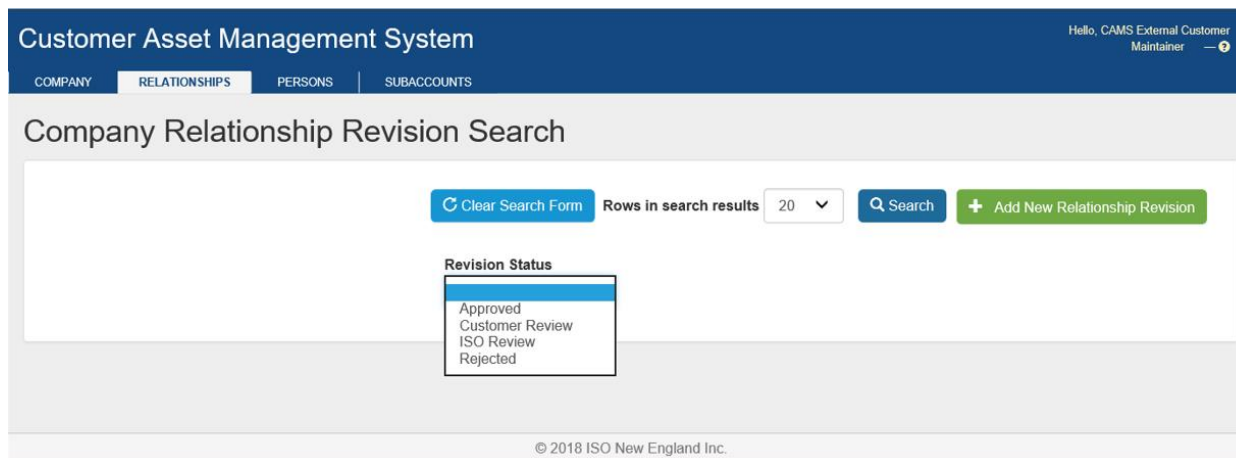 Customer Asset Management System
Hello, CAMS External Customer
Maintainer —
COMPANY RELATIONSHIPS PERSONS SUBACCOUNTS
Company Relationship Revision Search
Clear Search Form Rows in search results 20 Search Add New Relationship Revision
Revision Status
Approved
Customer Review
ISO Review
Rejected
© 2018 ISO New England Inc.